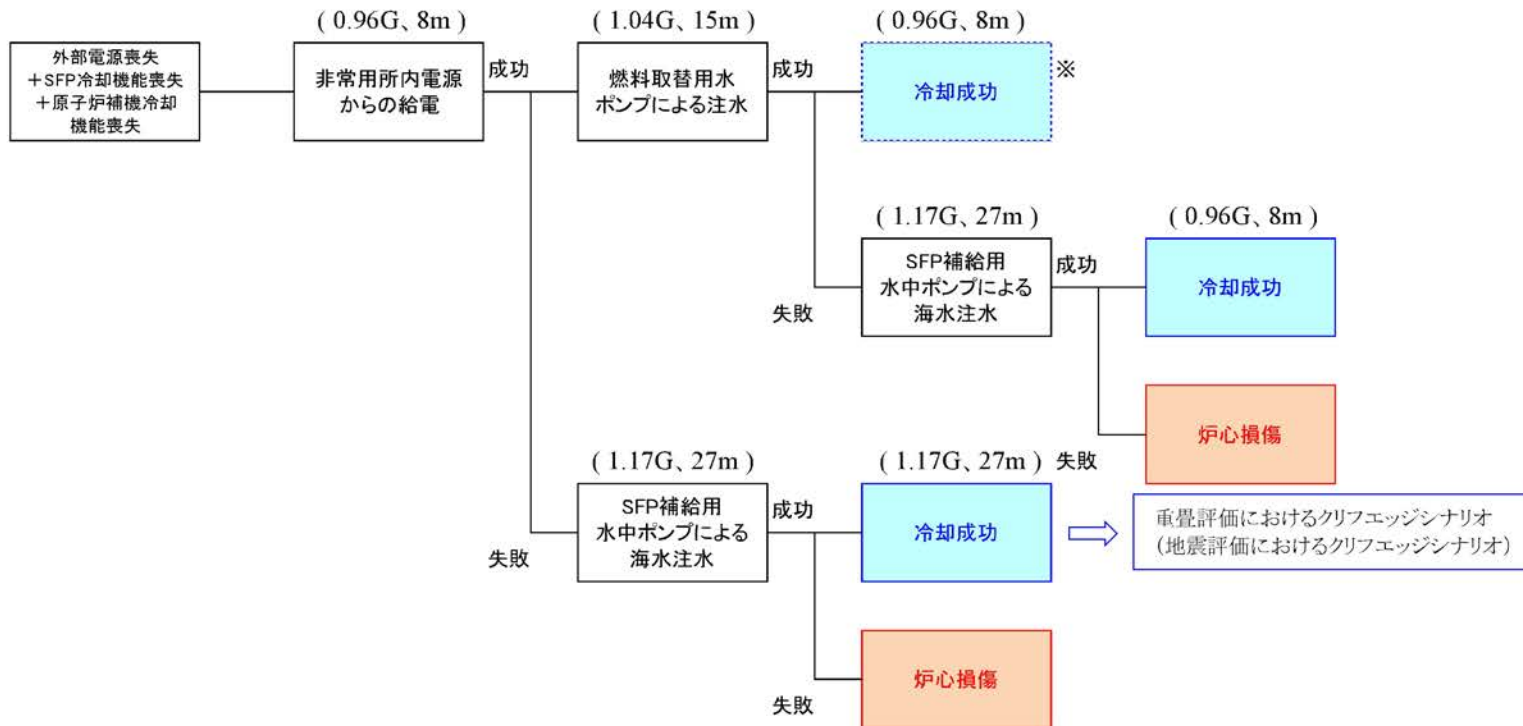 ( 0.96G、8m )
( 1.04G、15m )
( 0.96G、8m )
外部電源喪失
＋SFP冷却機能喪失
＋原子炉補機冷却
機能喪失
非常用所内電源
からの給電
成功
燃料取替用水
ポンプによる注水
成功
冷却成功
※
( 1.17G、27m )
( 0.96G、8m )
失敗
SFP補給用
水中ポンプによる
海水注水
成功
冷却成功
炉心損傷
失敗
( 1.17G、27m )
( 1.17G、27m )
失敗
SFP補給用
水中ポンプによる
海水注水
成功
冷却成功
重畳評価におけるクリフエッジシナリオ
（地震評価におけるクリフエッジシナリオ）
失敗
炉心損傷